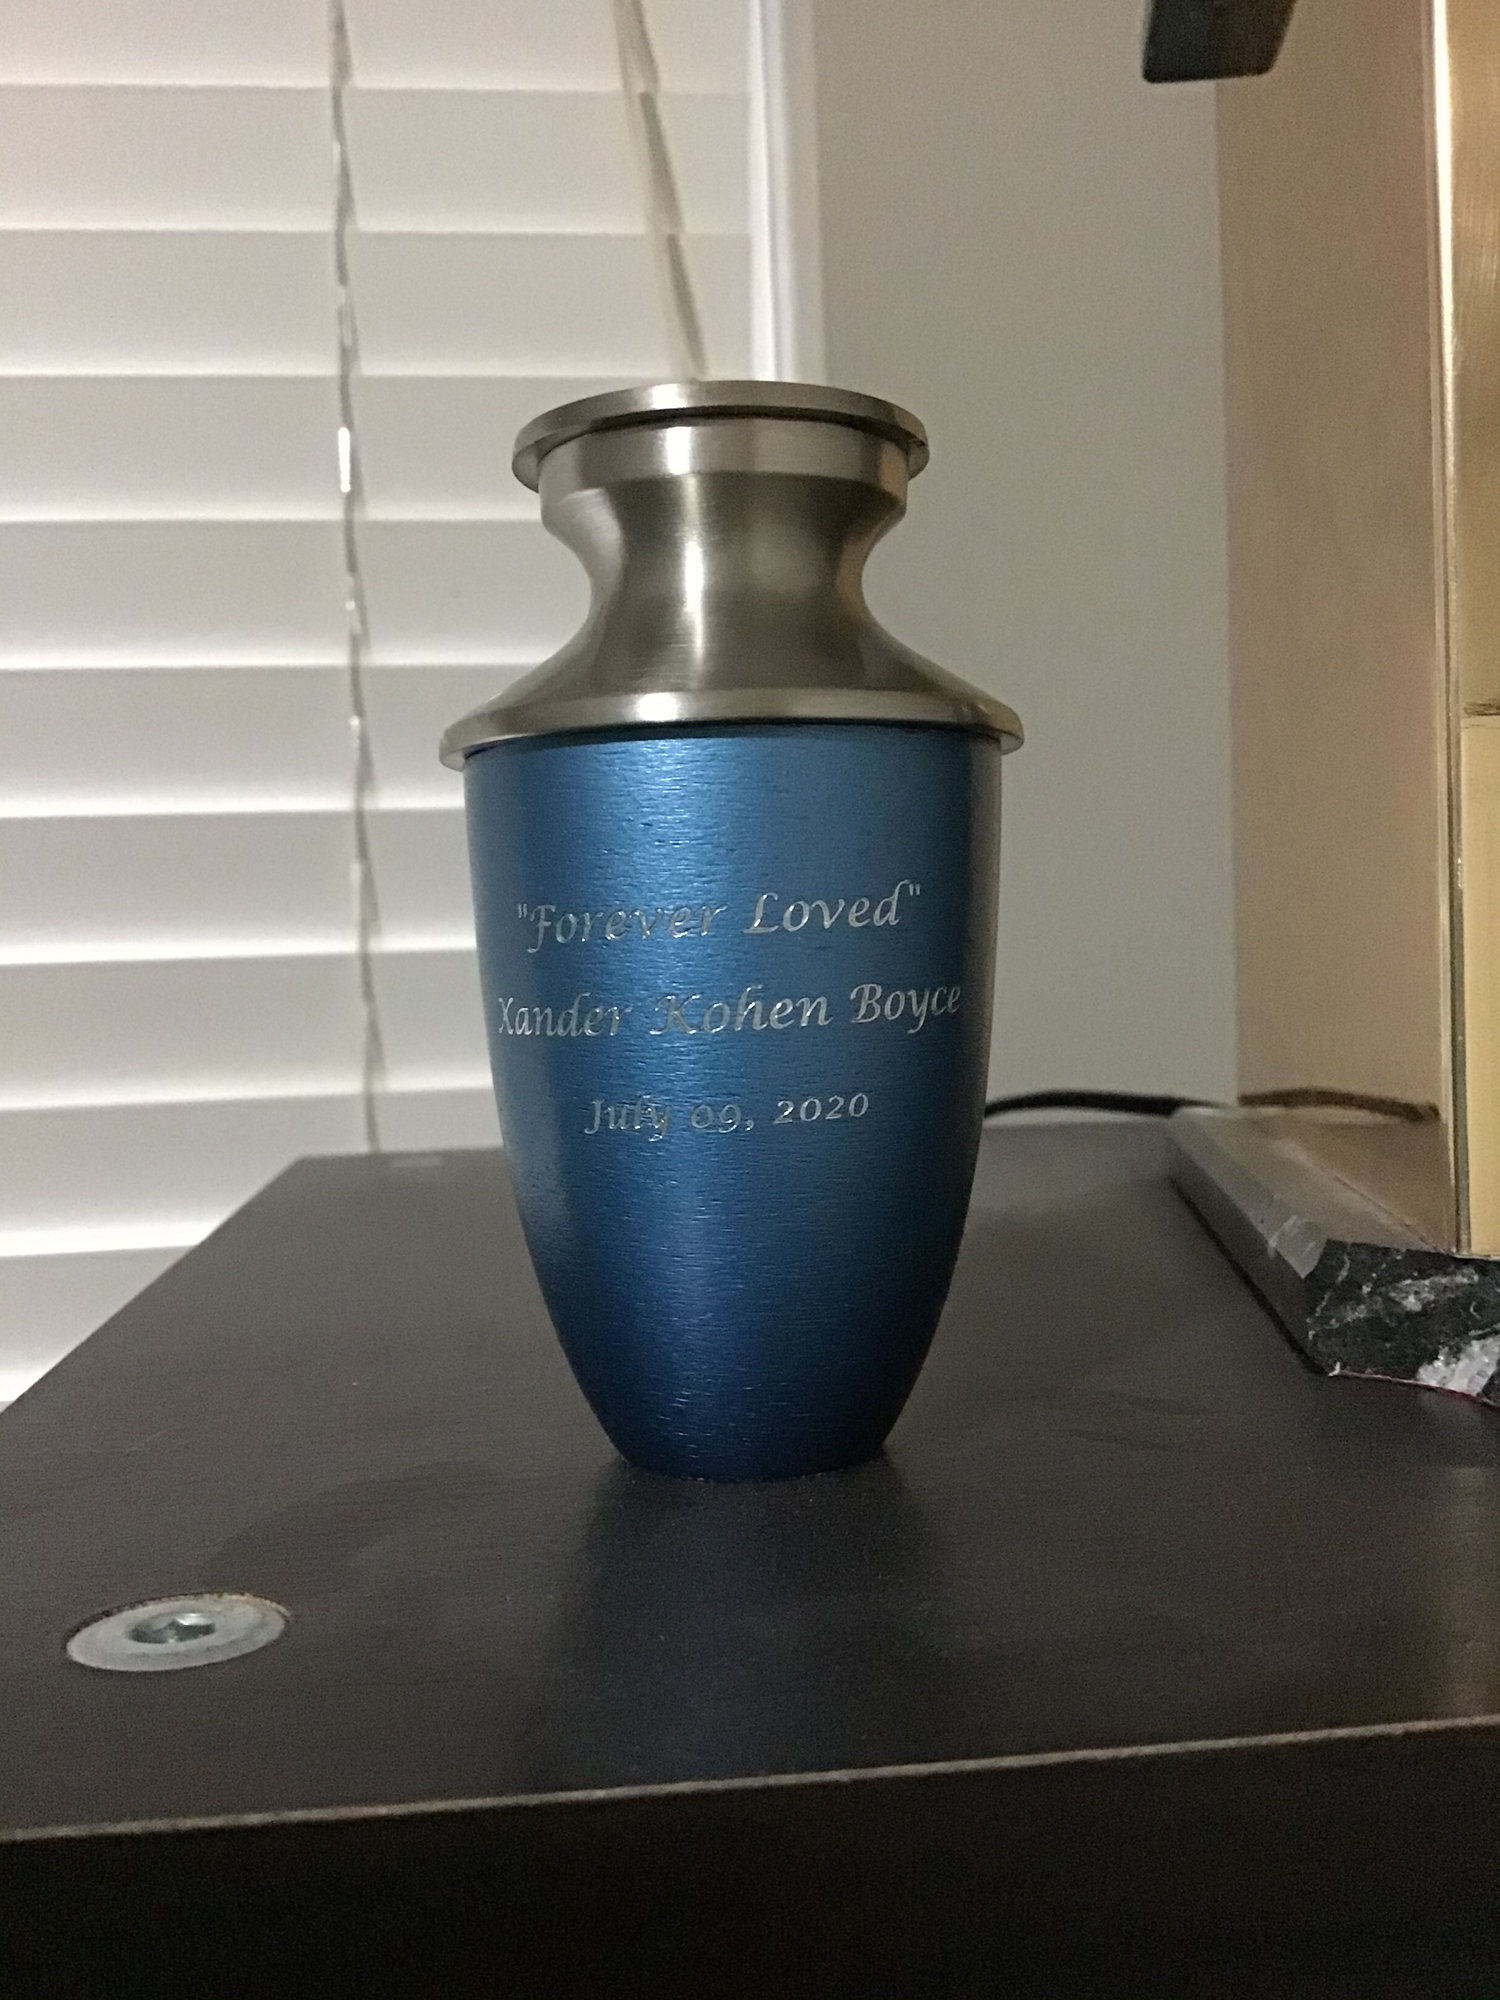 "Forever Loved"
Xander Kohen Boyce
July 09, 2020